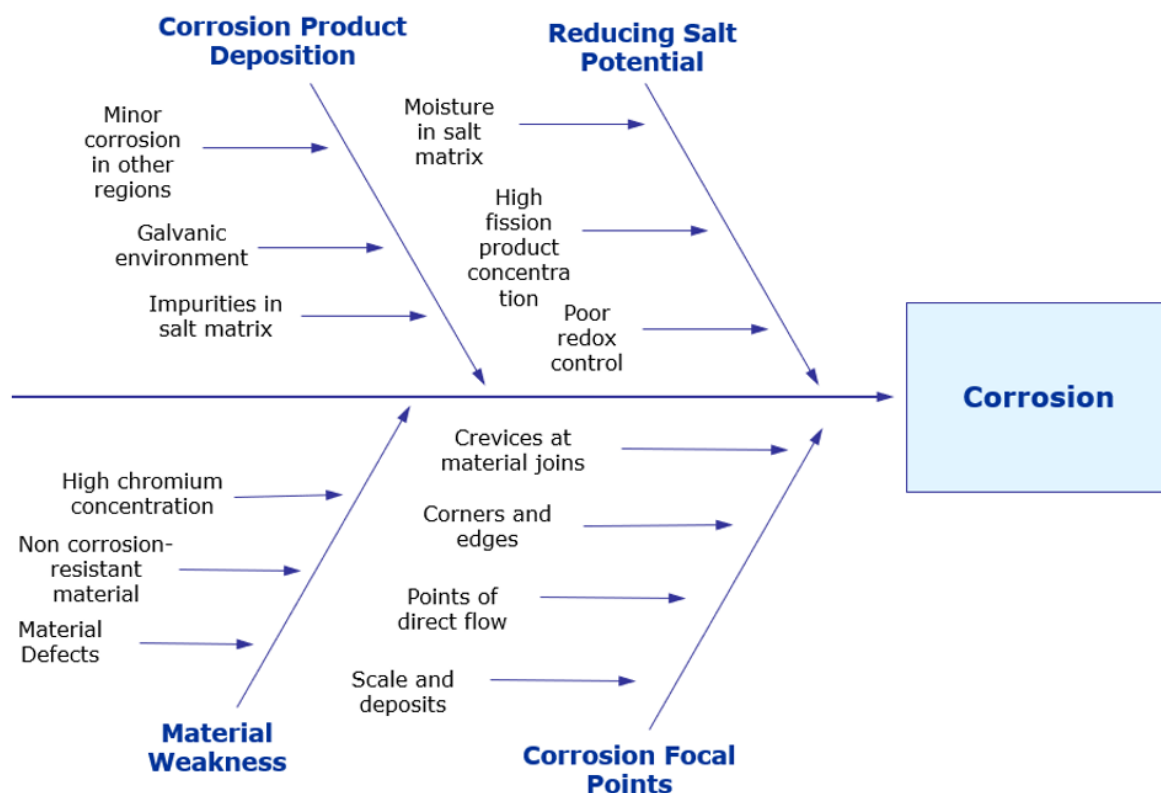 Corrosion Product
Deposition
Reducing Salt
Potential
Minor
corrosion
in other
regions
Galvanic
environment
Impurities in
salt matrix
Moisture
in salt
matrix
High
fission
product
concentra
tion
Poor
redox
control
Corrosion
High chromium
concentration
Non corrosion-
resistant
material
Material
Defects
Crevices at
material joins
Corners and
edges
Points of
direct flow
Scale and
deposits
Material
Weakness
Corrosion Focal
Points